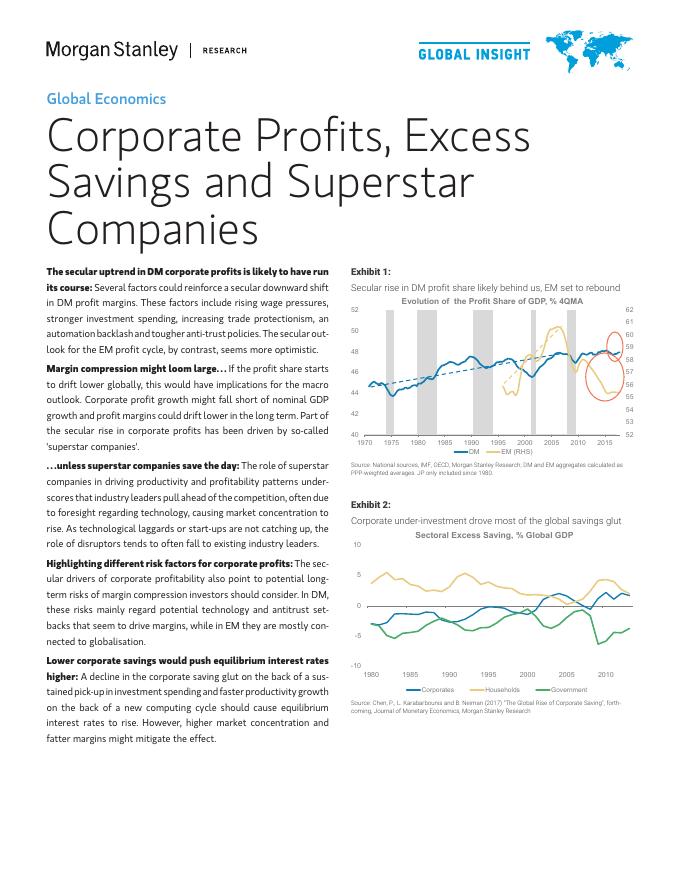 Morgan Stanley | RESEARCH
GLOBAL INSIGHT
Global Economics
Corporate Profits, Excess
Savings and Superstar
Companies
The secular uptrend in DM corporate profits is likely to have run
its course: Several factors could reinforce a secular downward shift
in DM profit margins. These factors include rising wage pressures,
stronger investment spending, increasing trade protectionism, an
automation backlash and tougher anti-trust policies. The secular out-
look for the EM profit cycle, by contrast, seems more optimistic.
Margin compression might loom large… If the profit share starts
to drift lower globally, this would have implications for the macro
outlook. Corporate profit growth might fall short of nominal GDP
growth and profit margins could drift lower in the long term. Part of
the secular rise in corporate profits has been driven by so-called
'superstar companies'.
…unless superstar companies save the day: The role of superstar
companies in driving productivity and profitability patterns under-
scores that industry leaders pull ahead of the competition, often due
to foresight regarding technology, causing market concentration to
rise. As technological laggards or start-ups are not catching up, the
role of disruptors tends to often fall to existing industry leaders.
Highlighting different risk factors for corporate profits: The sec-
ular drivers of corporate profitability also point to potential long-
term risks of margin compression investors should consider. In DM,
these risks mainly regard potential technology and antitrust set-
backs that seem to drive margins, while in EM they are mostly con-
nected to globalisation.
Lower corporate savings would push equilibrium interest rates
higher: A decline in the corporate saving glut on the back of a sus-
tained pick-up in investment spending and faster productivity growth
on the back of a new computing cycle should cause equilibrium
interest rates to rise. However, higher market concentration and
fatter margins might mitigate the effect.
Exhibit 1:
Secular rise in DM profit share likely behind us, EM set to rebound
Evolution of the Profit Share of GDP, % 4QMA
52
50
48
46
44
42
40
62
61
60
59
58
57
56
55
54
53
52
1970 1975 1980 1985 1990 1995 2000 2005 2010 2015
DM EM (RHS)
Source: National sources, IMF, OECD, Morgan Stanley Research; DM and EM aggregates calculated as
PPP-weighted averages. JP only included since 1980.
Exhibit 2:
Corporate under-investment drove most of the global savings glut
Sectoral Excess Saving, % Global GDP
10
5
0
-5
-10
1980 1985 1990 1995 2000 2005 2010
Corporates Households Government
Source: Chen, P., L. Karabarbounis and B. Neiman (2017) "The Global Rise of Corporate Saving", forth-
coming, Journal of Monetary Economics, Morgan Stanley Research